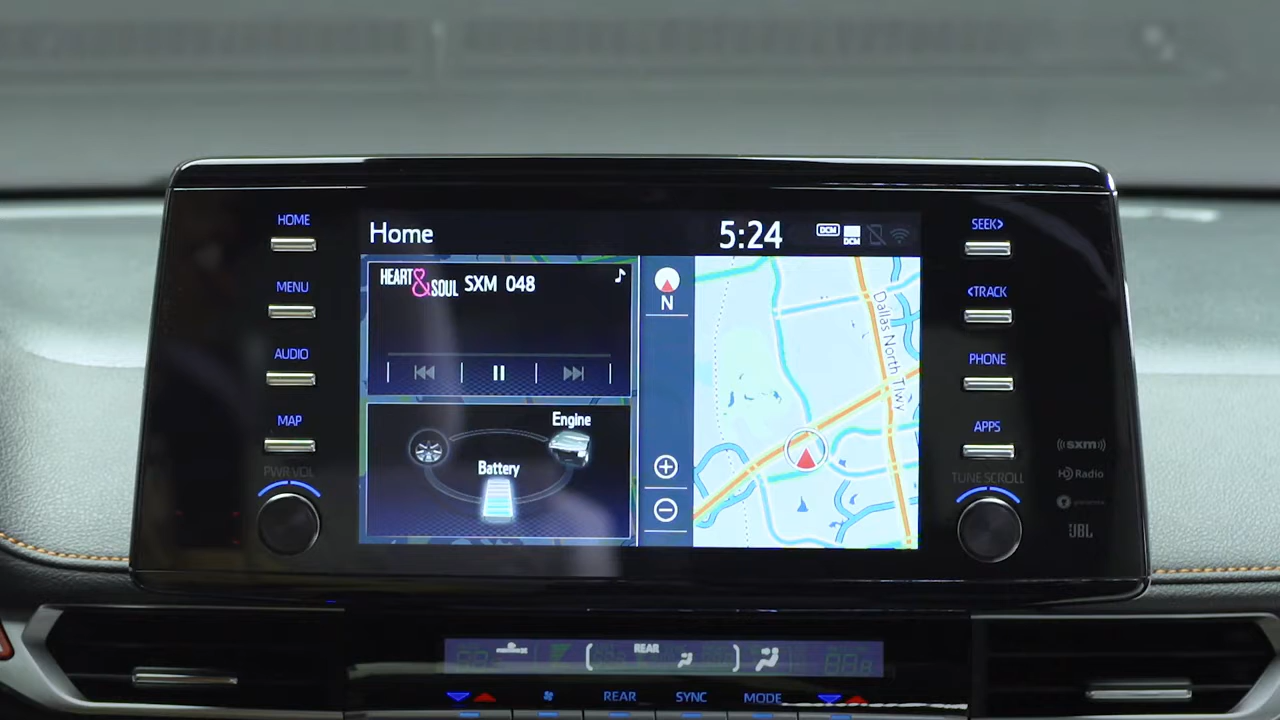 HOME
MENU
AUDIO
MAP
PWR VOL
Home
5:24
DCM
DCM
HEART & SOUL SXM 048
N
Engine
Battery
Dallas North Tlwy
SEEK>
<TRACK
PHONE
APPS
TUNE SCROLL
SXM
HD Radio
JBL
REAR
REAR
SYNC
MODE